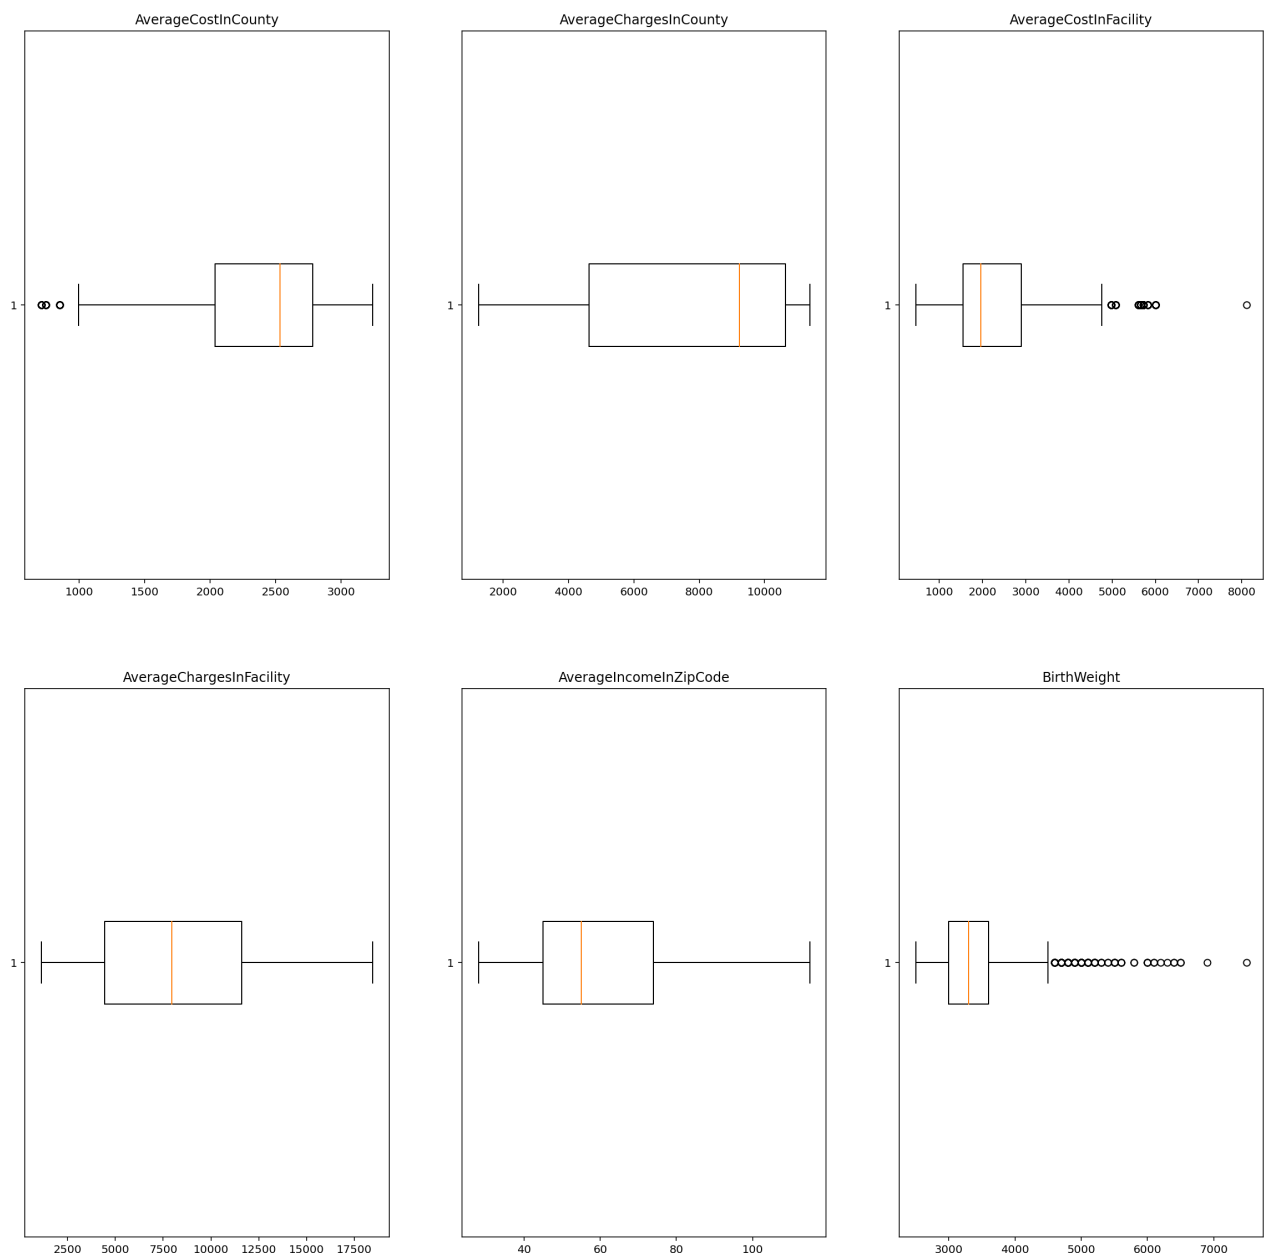 AverageCostInCounty
AverageChargesInCounty
AverageCostInFacility
1
1
1
1000 1500 2000 2500 3000
2000 4000 6000 8000 10000
1000 2000 3000 4000 5000 6000 7000 8000
AverageChargesInFacility
AverageIncomeInZipCode
BirthWeight
1
1
1
2500 5000 7500 10000 12500 15000 17500
40 60 80 100
3000 4000 5000 6000 7000